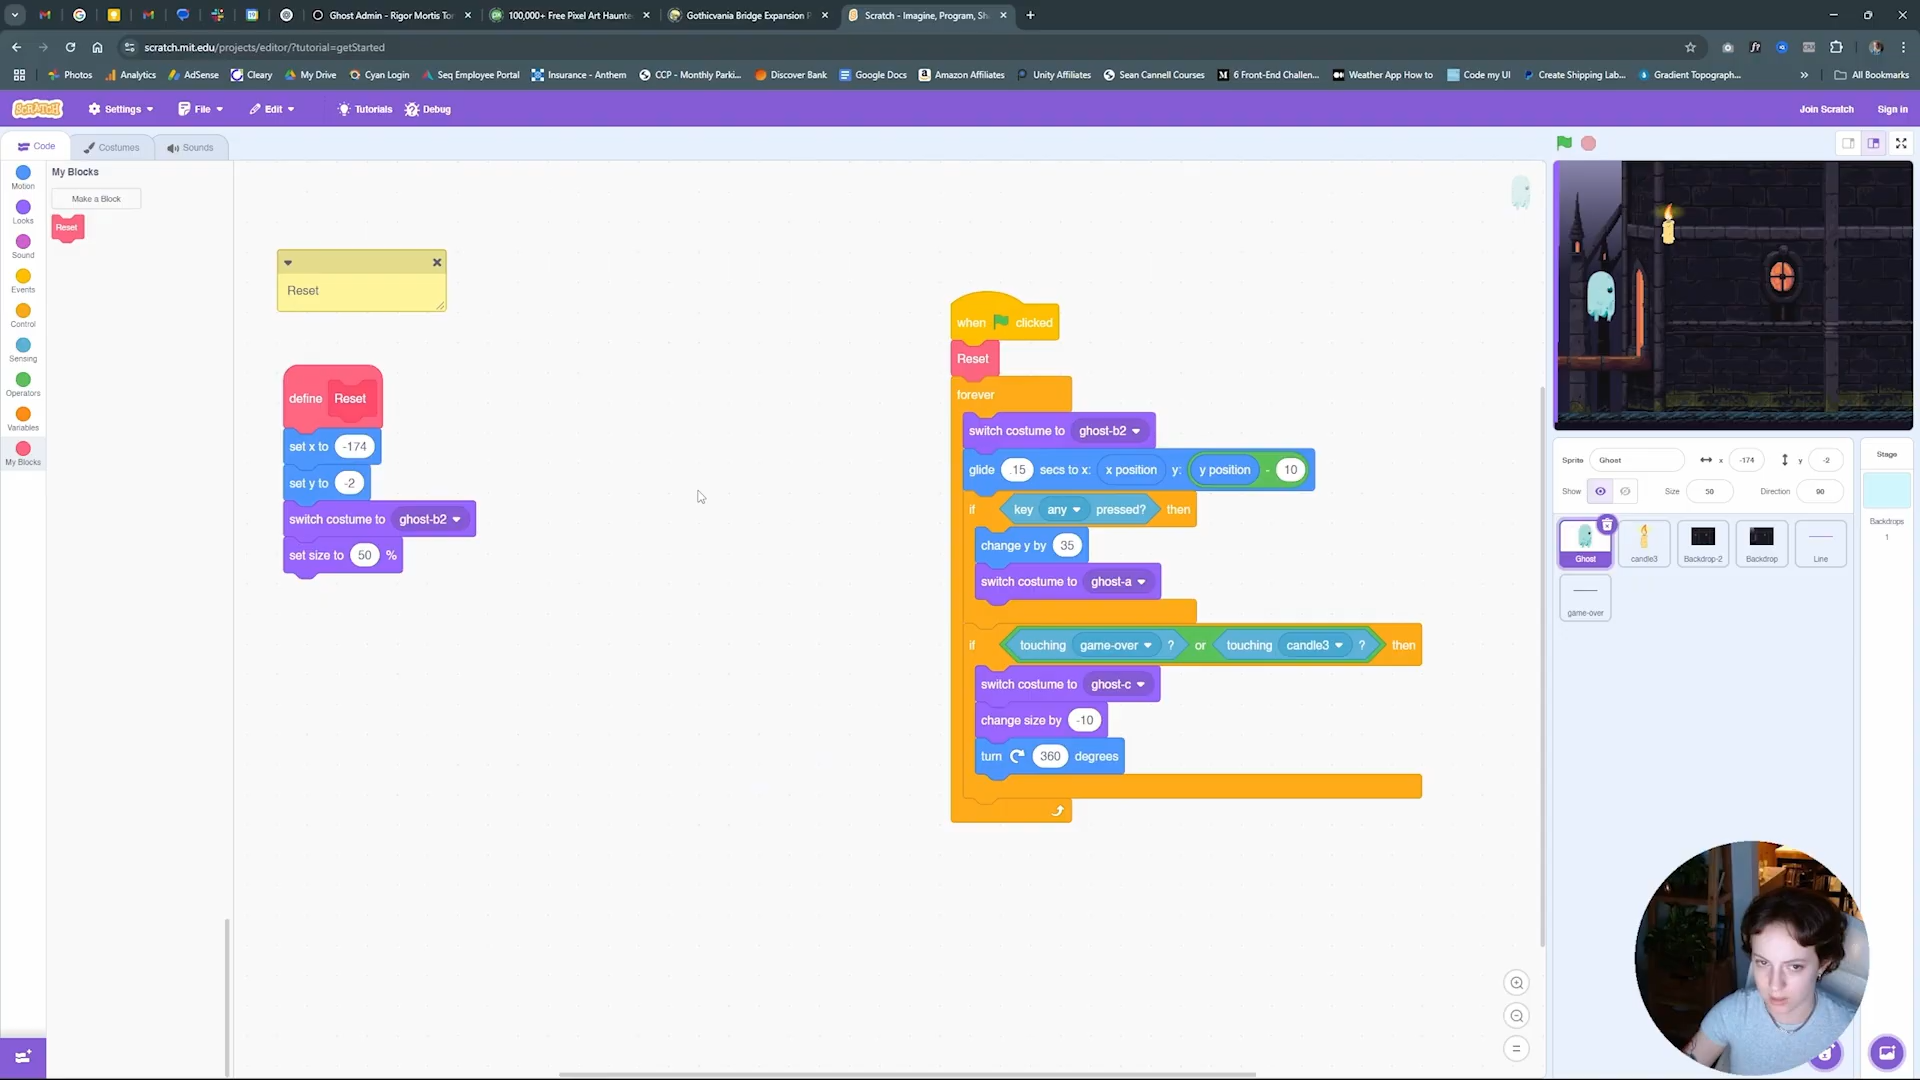 Ghost Admin - Rigor Mortis Tor
100,000+ Free Pixel Art Haunte
Gothicvania Bridge Expansion P
Scratch - Imagine, Program, Sh
scratch.mit.edu/projects/editor/?tutorial=getStarted
Photos
Analytics
AdSense
Cleary
My Drive
Cyan Login
Seq Employee Portal
Insurance - Anthem
CCP - Monthly Parki...
Discover Bank
Google Docs
Amazon Affiliates
Unity Affiliates
Sean Cannell Courses
6 Front-End Challen...
Weather App How to
Code my UI
Create Shipping Lab...
Gradient Topograph...
All Bookmarks
SCRATCH
Settings
File
Edit
Tutorials
Debug
Join Scratch
Sign in
Code
Costumes
Sounds
Motion
Looks
Sound
Events
Control
Sensing
Operators
Variables
My Blocks
My Blocks
Make a Block
Reset
Reset
define Reset
set x to -174
set y to -2
switch costume to ghost-b2
set size to 50 %
when clicked
Reset
forever
switch costume to ghost-b2
glide .15 secs to x: x position y: y position - 10
if key any pressed? then
change y by 35
switch costume to ghost-a
if touching game-over ? or touching candle3 ? then
switch costume to ghost-c
change size by -10
turn 360 degrees
Sprite Ghost x -174 y -2
Show Size 50 Direction 90
Ghost
candle3
Backdrop-2
Backdrop
Line
game-over
Stage
Backdrops
1